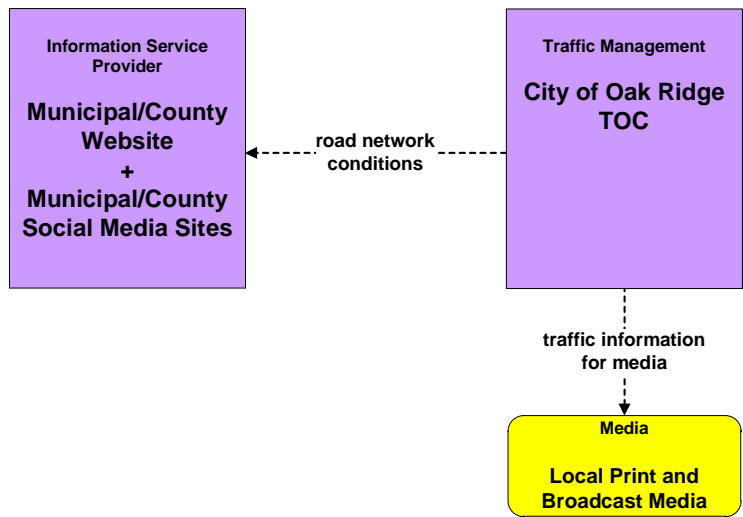 Information Service
Provider
Municipal/County
Website
+
Municipal/County
Social Media Sites
road network
conditions
Traffic Management
City of Oak Ridge
TOC
traffic information
for media
Media
Local Print and
Broadcast Media